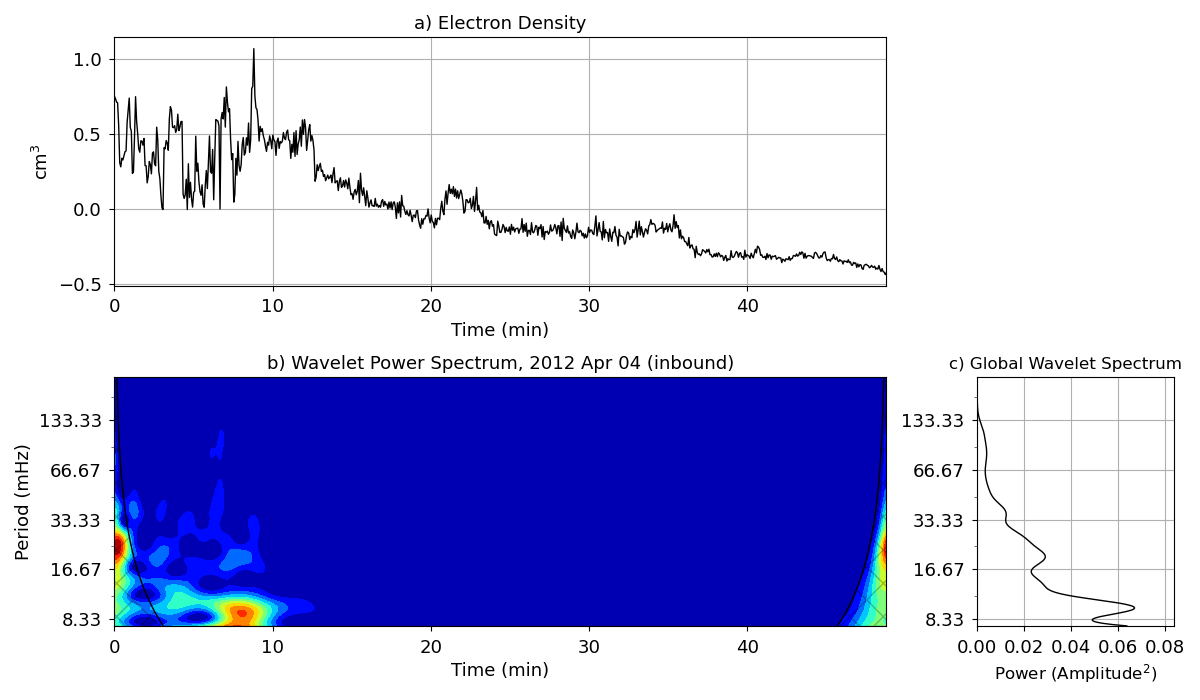 a) Electron Density
cm³
1.0
0.5
0.0
−0.5
0 10 20 30 40
Time (min)
b) Wavelet Power Spectrum, 2012 Apr 04 (inbound)
Period (mHz)
133.33
66.67
33.33
16.67
8.33
0 10 20 30 40
Time (min)
c) Global Wavelet Spectrum
133.33
66.67
33.33
16.67
8.33
0.00 0.02 0.04 0.06 0.08
Power (Amplitude²)